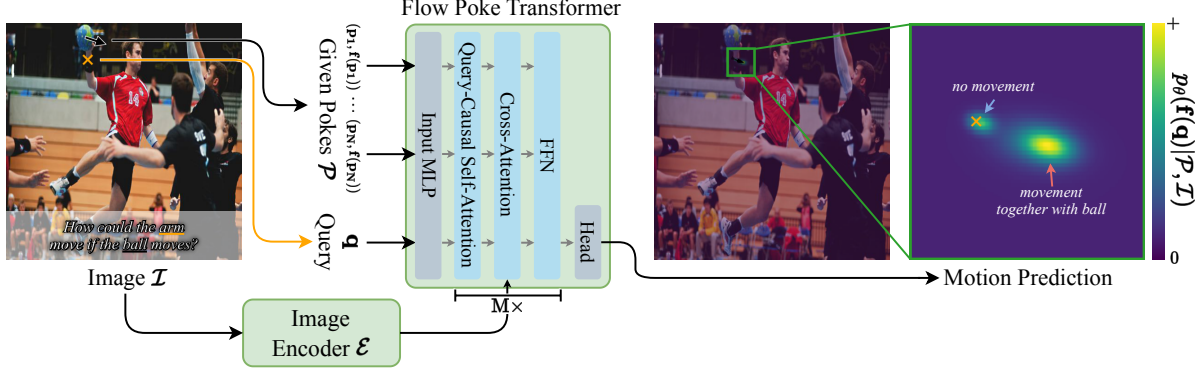 Flow Poke Transformer
Given Pokes 𝓟
(p₁,f(p₁)) ⋯ (p_N,f(p_N))
Query
q
Input MLP
Query-Causal Self-Attention
Cross-Attention
FFN
Head
M×
14
How could the arm
move if the ball moves?
Image 𝓘
Image
Encoder 𝓔
no movement
movement
together with ball
Motion Prediction
+
0
p_θ(f(q)|𝓟,𝓘)